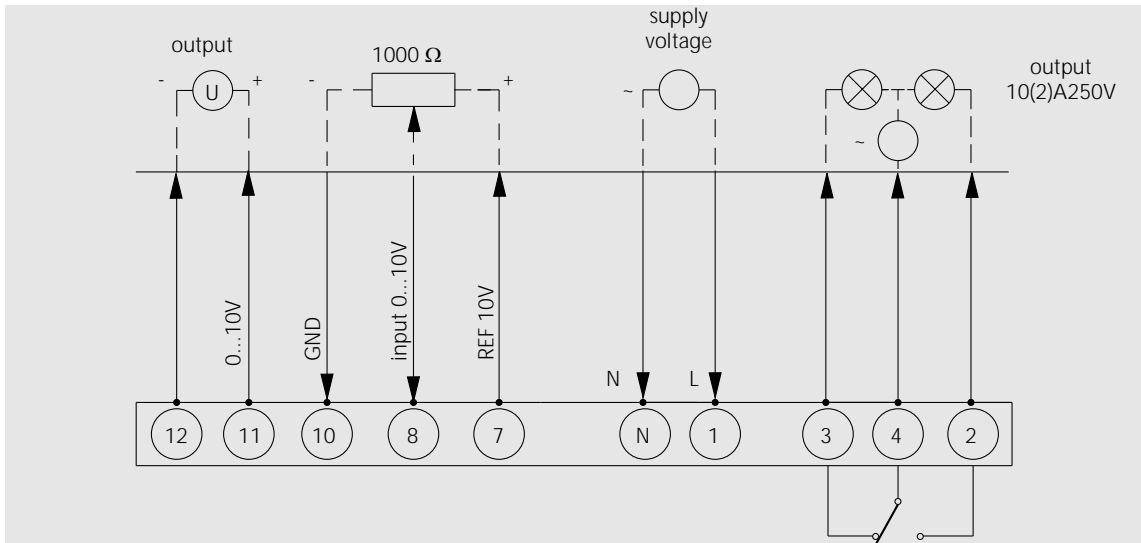 output
- U +
1000 Ω
- +
supply
voltage
~
output
10(2)A250V
~
0...10V
GND
input 0...10V
REF 10V
N L
12 11 10 8 7 N 1 3 4 2